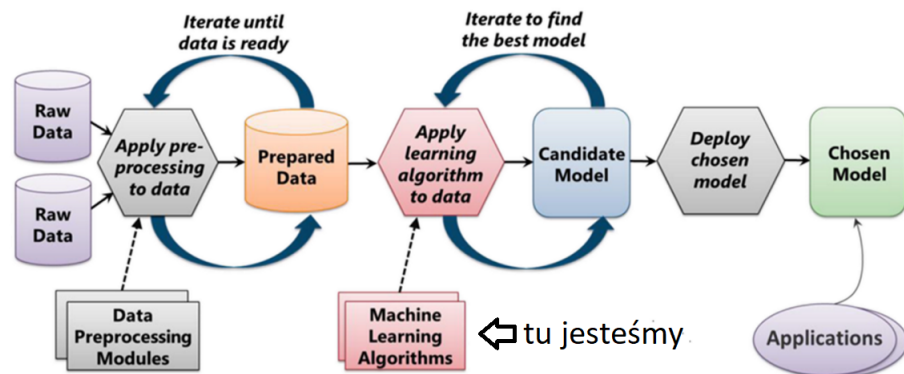 Iterate until
data is ready
Iterate to find
the best model
Raw
Data
Raw
Data
Apply pre-
processing
to data
Prepared
Data
Apply
learning
algorithm
to data
Candidate
Model
Deploy
chosen
model
Chosen
Model
Data
Preprocessing
Modules
Machine
Learning
Algorithms
tu jesteśmy
Applications